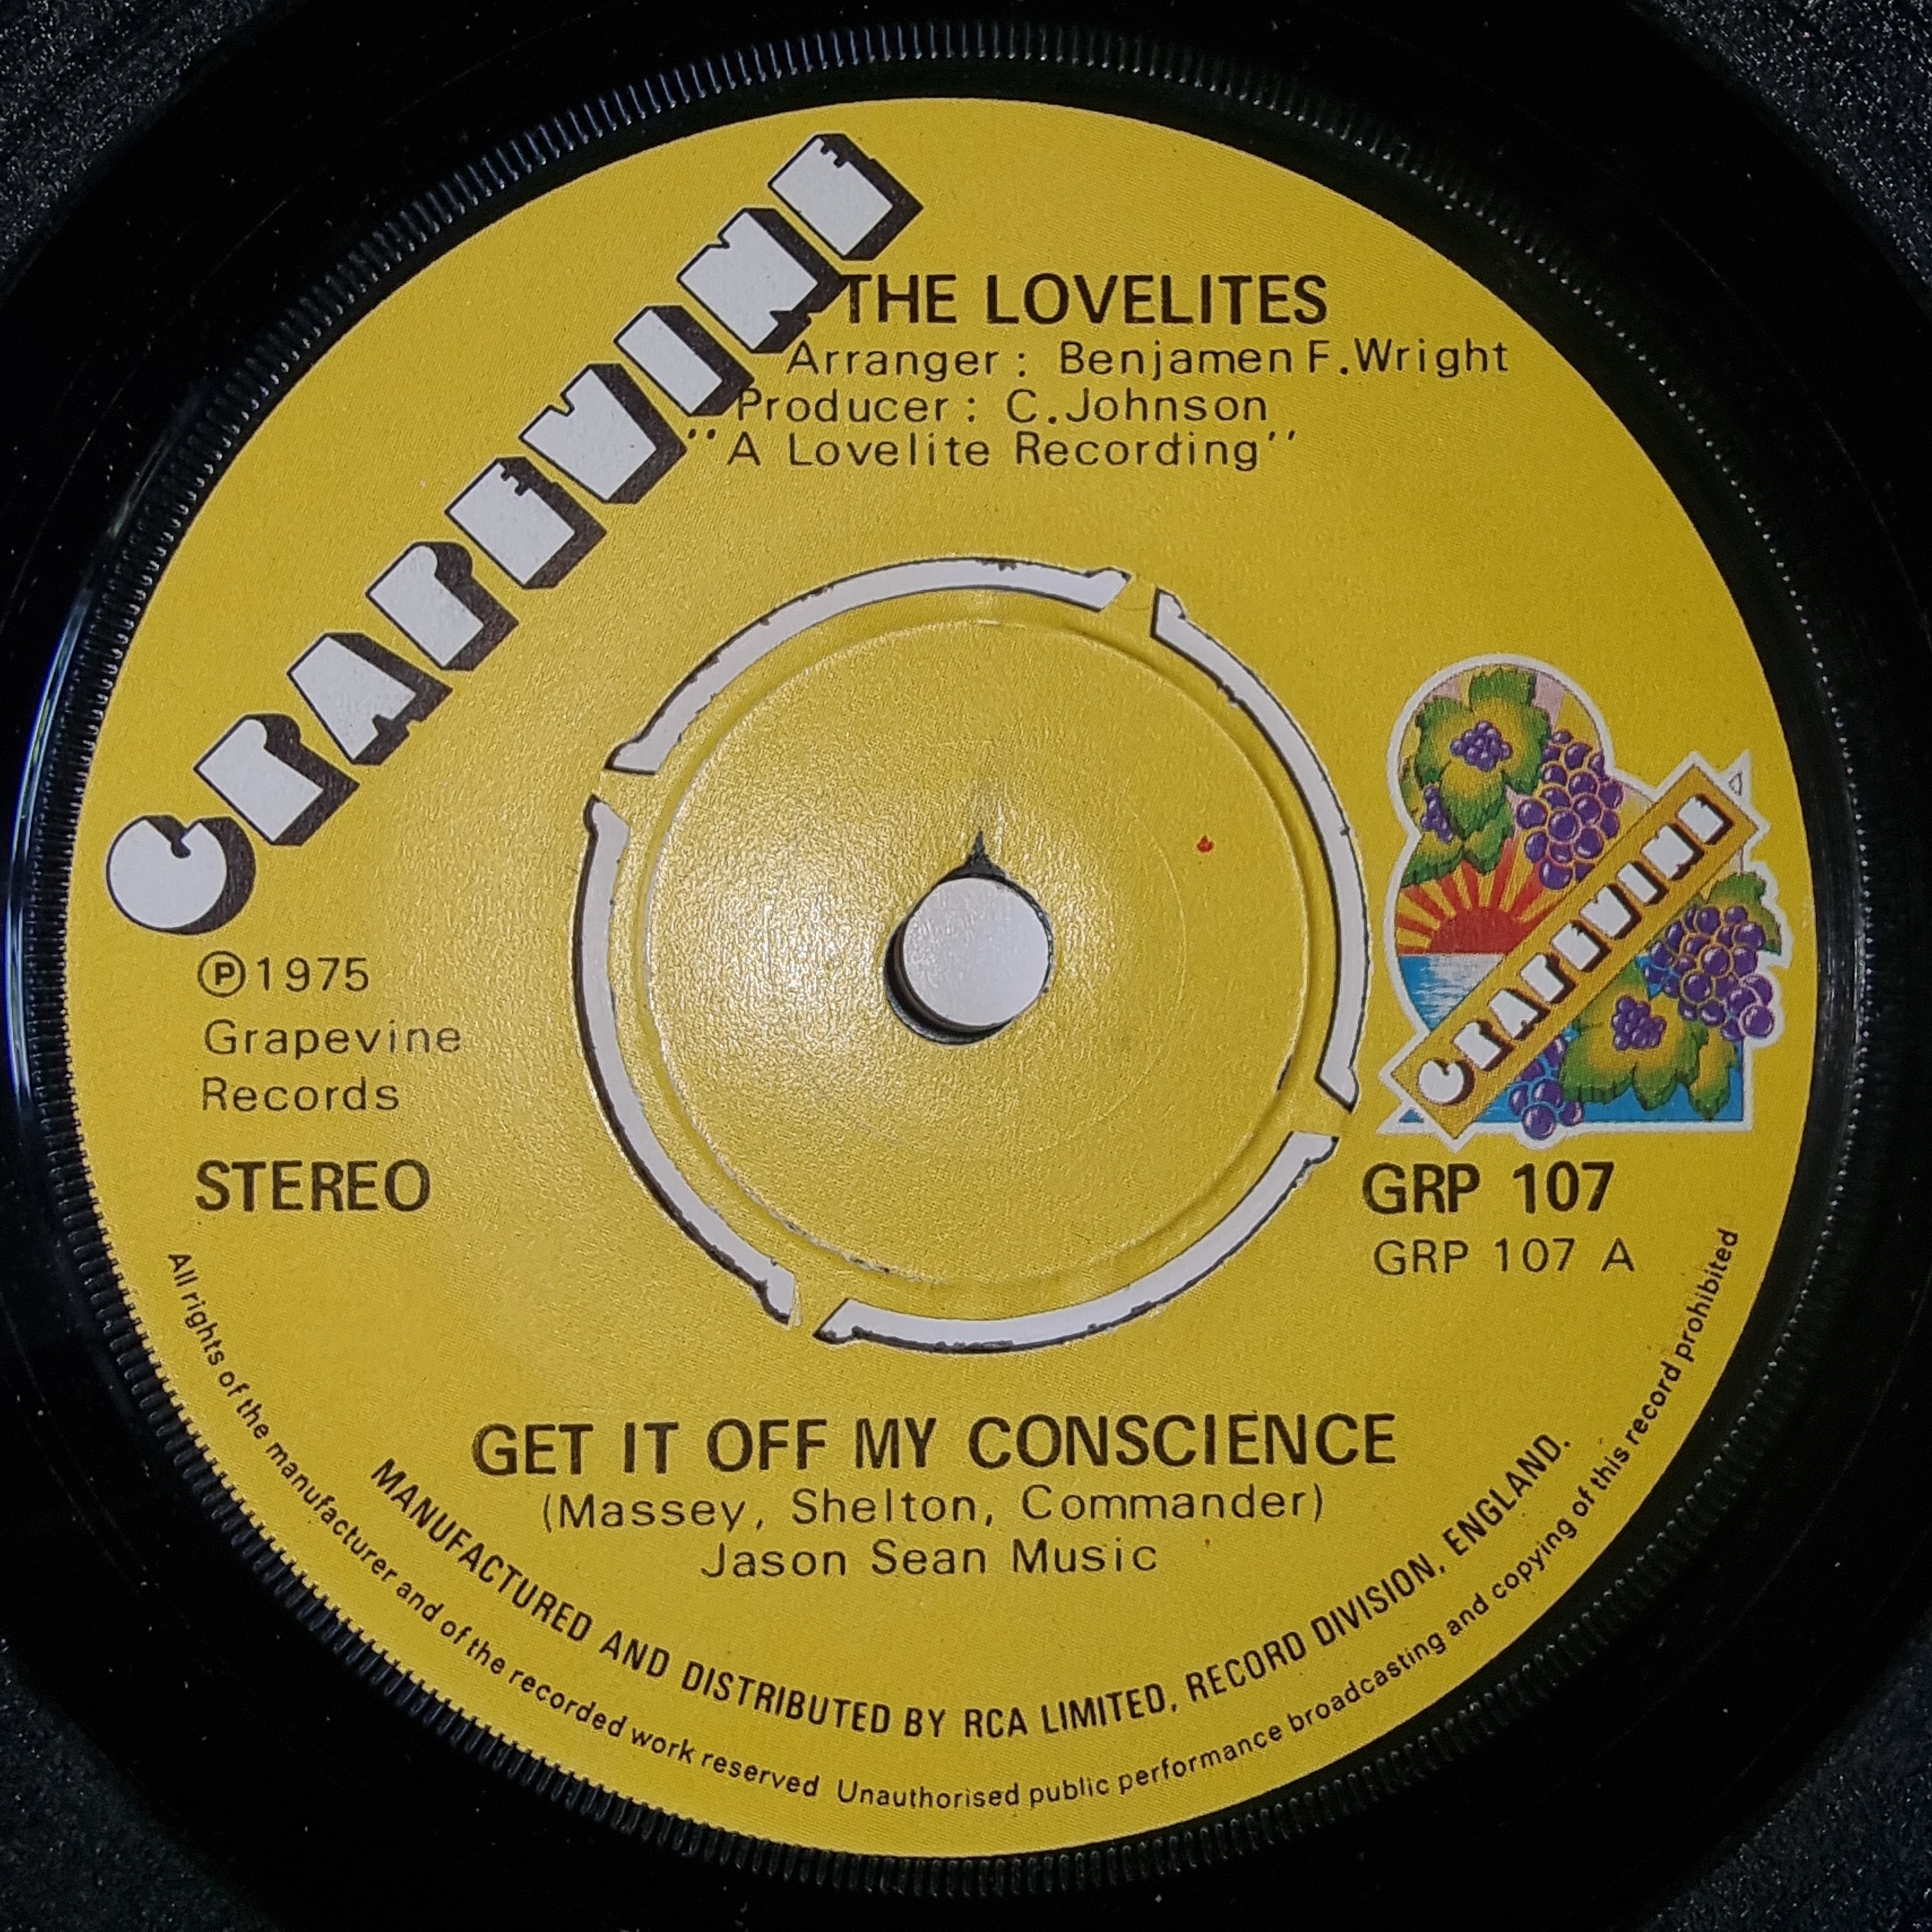 GRAPEVINE
THE LOVELITES
Arranger : Benjamen F.Wright
Producer : C.Johnson
"A Lovelite Recording"
GRAPEVINE
Ⓟ1975
Grapevine
Records
STEREO
GRP 107
GRP 107 A
GET IT OFF MY CONSCIENCE
(Massey, Shelton, Commander)
Jason Sean Music
MANUFACTURED AND DISTRIBUTED BY RCA LIMITED, RECORD DIVISION, ENGLAND.
All rights of the manufacturer and of the recorded work reserved Unauthorised public performance broadcasting and copying of this record prohibited